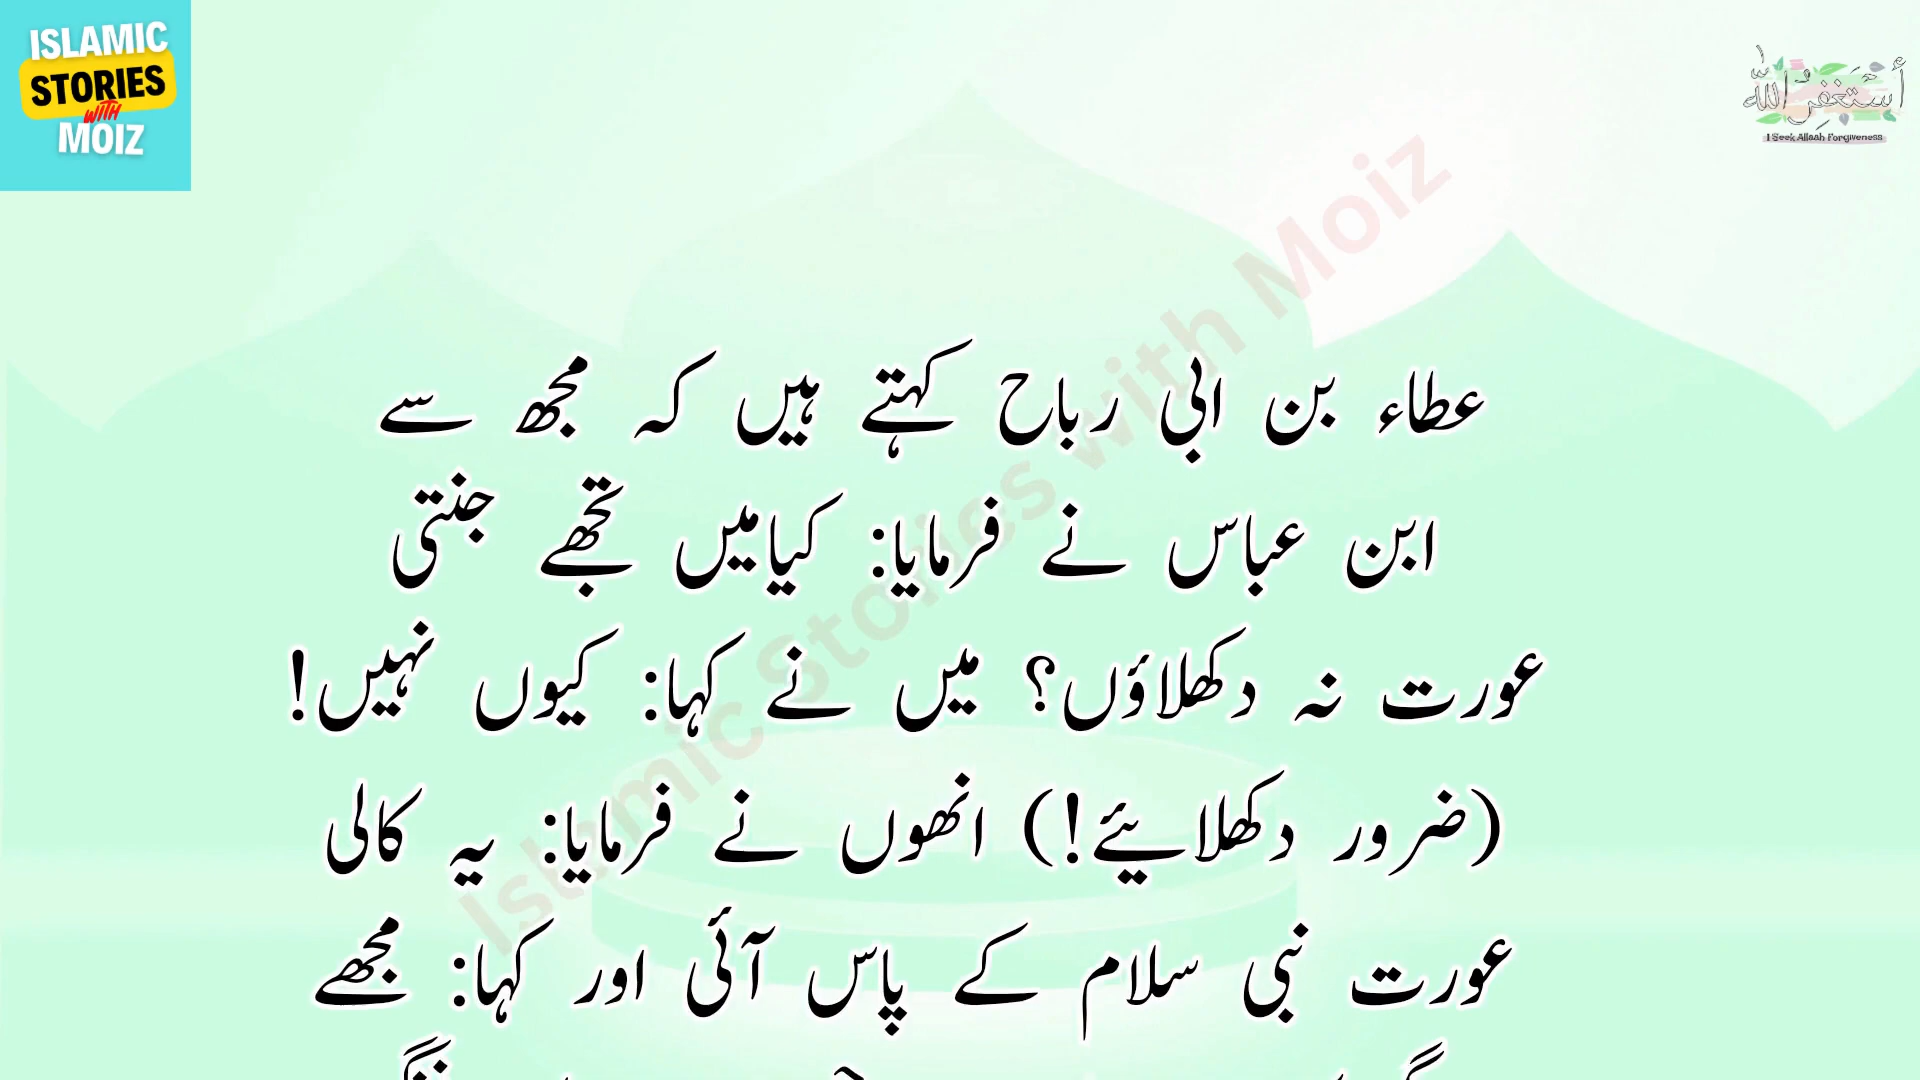 ISLAMIC
STORIES
WITH
MOIZ
أَسْتَغْفِرُ اللّٰه
I Seek Allaah Forgiveness
Islamic Stories with Moiz
عطاء بن ابی رباح کہتے ہیں کہ مجھ سے
ابن عباس نے فرمایا: کیامیں تجھے جنتی
عورت نہ دکھلاؤں؟ میں نے کہا: کیوں نہیں!
(ضرور دکھلایئے!) انھوں نے فرمایا: یہ کالی
عورت نبی سلام کے پاس آئی اور کہا: مجھے